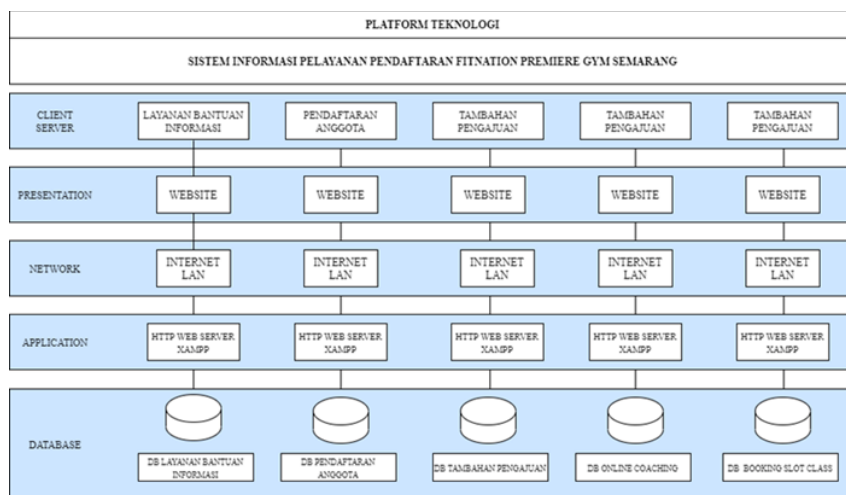 PLATFORM TEKNOLOGI
SISTEM INFORMASI PELAYANAN PENDAFTARAN FITNATION PREMIERE GYM SEMARANG
CLIENT
SERVER
LAYANAN BANTUAN
INFORMASI
PENDAFTARAN
ANGGOTA
TAMBAHAN
PENGAJUAN
TAMBAHAN
PENGAJUAN
TAMBAHAN
PENGAJUAN
PRESENTATION
WEBSITE
WEBSITE
WEBSITE
WEBSITE
WEBSITE
NETWORK
INTERNET
LAN
INTERNET
LAN
INTERNET
LAN
INTERNET
LAN
INTERNET
LAN
APPLICATION
HTTP WEB SERVER
XAMPP
HTTP WEB SERVER
XAMPP
HTTP WEB SERVER
XAMPP
HTTP WEB SERVER
XAMPP
HTTP WEB SERVER
XAMPP
DATABASE
DB LAYANAN BANTUAN
INFORMASI
DB PENDAFTARAN
ANGGOTA
DB TAMBAHAN PENGAJUAN
DB ONLINE COACHING
DB BOOKING SLOT CLASS